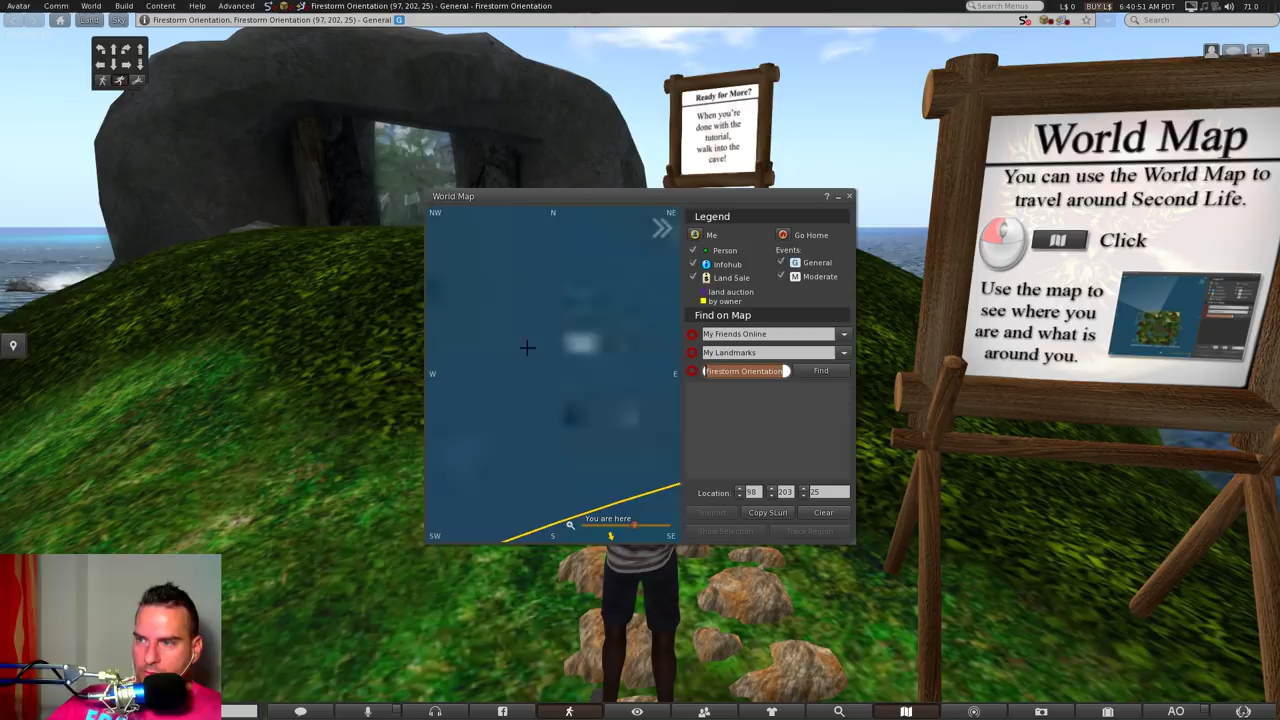 Avatar Comm World Build Content Help Advanced Firestorm Orientation, Firestorm Orientation (97, 202, 25) - General - Firestorm Orientation Search Menus L$ 0 BUY L$ 6:40:51 AM PDT 71.0
Land Sky Firestorm Orientation, Firestorm Orientation (97, 202, 25) - General G Search
Ready for More?
When you're
done with the
tutorial,
walk into the
cave!
World Map
You can use the World Map to
travel around Second Life.
Click
Use the map to
see where you
are and what is
around you.
World Map ?
NW N NE
W E
You are here
SW S SE
Legend
Me Go Home
Person Events:
Infohub G General
Land Sale M Moderate
land auction
by owner
Find on Map
My Friends Online
My Landmarks
Firestorm Orientation Find
Location: 98 203 25
Teleport Copy SLurl Clear
Show Selection Track Region
AO